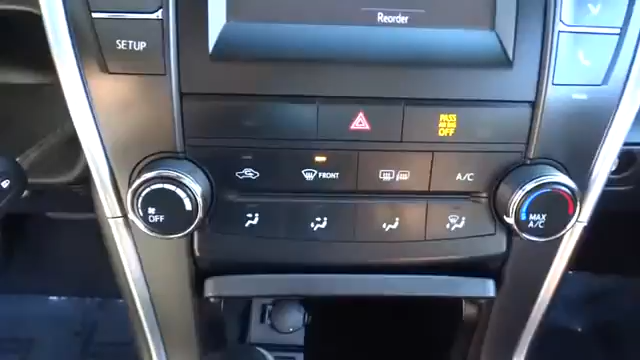 Reorder
SETUP
PASS
AIR BAG
OFF
FRONT
A/C
OFF
MAX
A/C